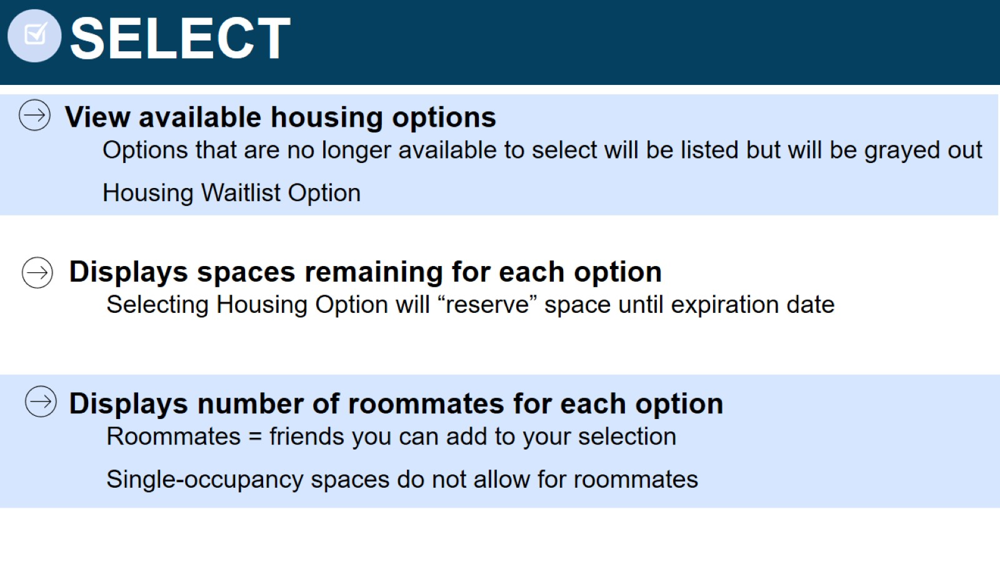 SELECT
View available housing options
Options that are no longer available to select will be listed but will be grayed out
Housing Waitlist Option
Displays spaces remaining for each option
Selecting Housing Option will “reserve” space until expiration date
Displays number of roommates for each option
Roommates = friends you can add to your selection
Single-occupancy spaces do not allow for roommates